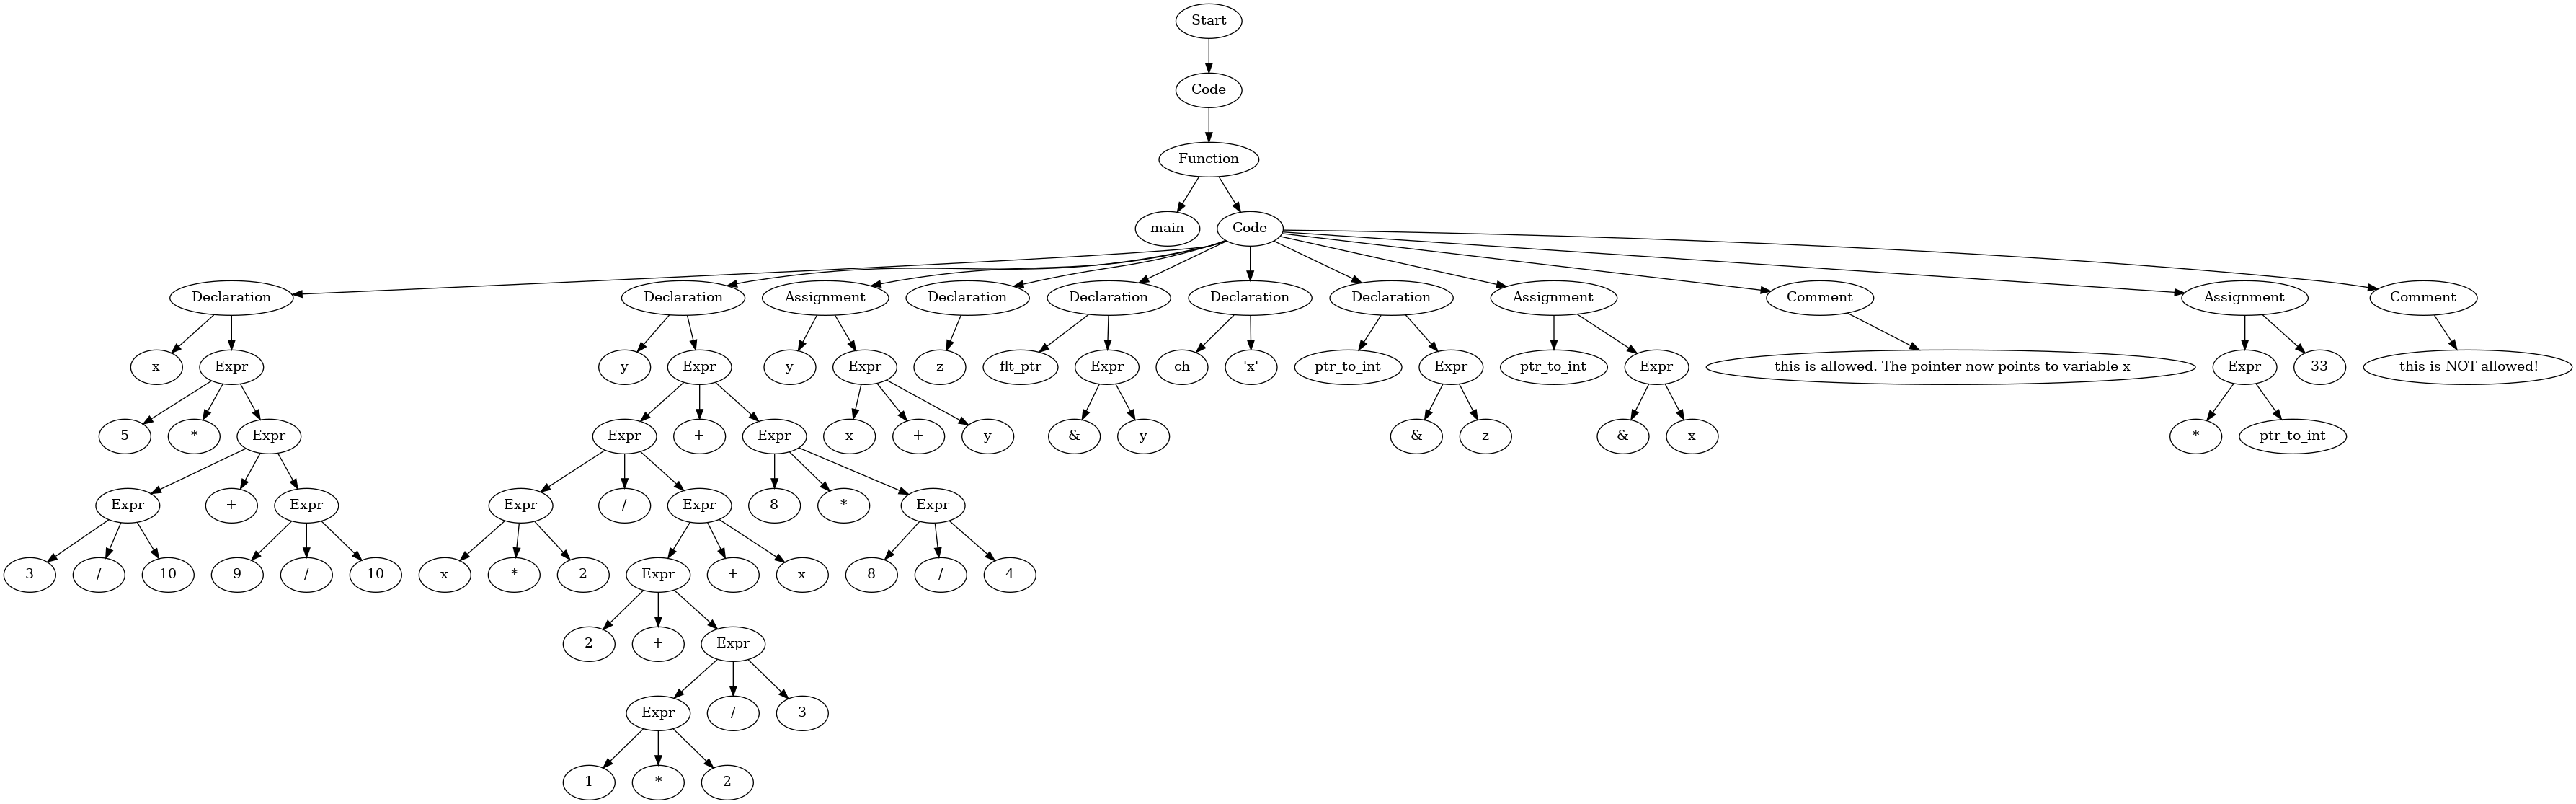 Start
Code
Function
main
Code
Declaration
Declaration
Assignment
Declaration
Declaration
Declaration
Declaration
Assignment
Comment
Assignment
Comment
x
Expr
y
Expr
y
Expr
z
flt_ptr
Expr
ch
'x'
ptr_to_int
Expr
ptr_to_int
Expr
this is allowed. The pointer now points to variable x
Expr
33
this is NOT allowed!
5
*
Expr
Expr
+
Expr
x
+
y
&
y
&
z
&
x
*
ptr_to_int
Expr
+
Expr
Expr
/
Expr
8
*
Expr
3
/
10
9
/
10
x
*
2
Expr
+
x
8
/
4
2
+
Expr
Expr
/
3
1
*
2